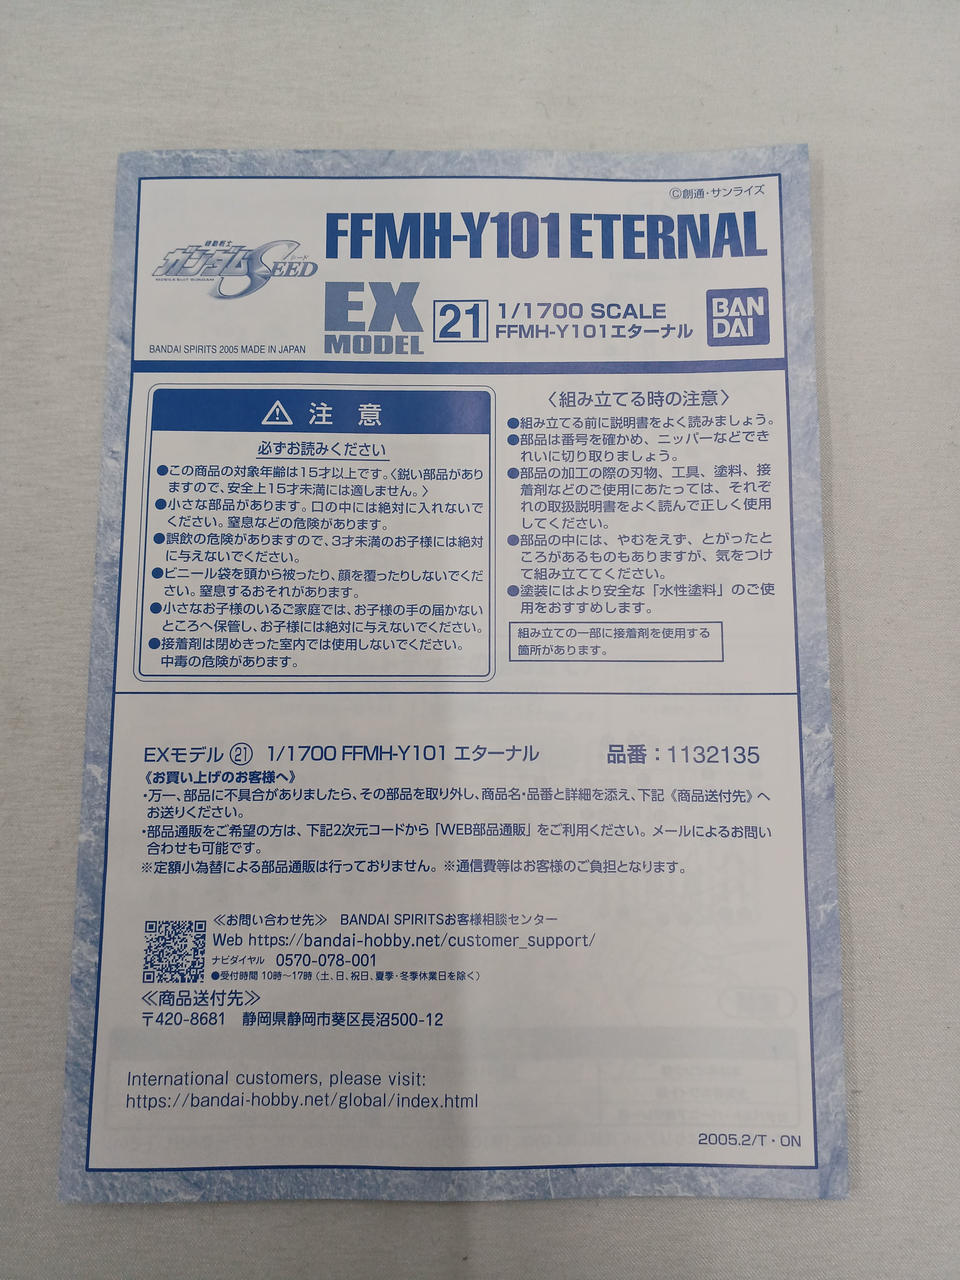 ©創通・サンライズ
FFMH-Y101 ETERNAL
機動戦士
ガンダムSEED
シード
MOBILE SUIT GUNDAM
EX
MODEL
21
1/1700 SCALE
FFMH-Y101エターナル
BAN
DAI
BANDAI SPIRITS 2005 MADE IN JAPAN
⚠ 注意
必ずお読みください
●この商品の対象年齢は15才以上です。〈鋭い部品があり
ますので、安全上15才未満には適しません。〉
●小さな部品があります。口の中には絶対に入れないで
ください。窒息などの危険があります。
●誤飲の危険がありますので、3才未満のお子様には絶対
に与えないでください。
●ビニール袋を頭から被ったり、顔を覆ったりしないでくだ
さい。窒息するおそれがあります。
●小さなお子様のいるご家庭では、お子様の手の届かない
ところへ保管し、お子様には絶対に与えないでください。
●接着剤は閉めきった室内では使用しないでください。
中毒の危険があります。
〈組み立てる時の注意〉
●組み立てる前に説明書をよく読みましょう。
●部品は番号を確かめ、ニッパーなどでき
れいに切り取りましょう。
●部品の加工の際の刃物、工具、塗料、接
着剤などのご使用にあたっては、それぞ
れの取扱説明書をよく読んで正しく使用
してください。
●部品の中には、やむをえず、とがったと
ころがあるものもありますが、気をつけ
て組み立ててください。
●塗装にはより安全な「水性塗料」のご使
用をおすすめします。
組み立ての一部に接着剤を使用する
箇所があります。
EXモデル ㉑ 1/1700 FFMH-Y101 エターナル 品番：1132135
《お買い上げのお客様へ》
・万一、部品に不具合がありましたら、その部品を取り外し、商品名・品番と詳細を添え、下記《商品送付先》へ
お送りください。
・部品通販をご希望の方は、下記2次元コードから「WEB部品通販」をご利用ください。メールによるお問い
合わせも可能です。
※定額小為替による部品通販は行っておりません。※通信費等はお客様のご負担となります。
≪お問い合わせ先≫ BANDAI SPIRITSお客様相談センター
Web https://bandai-hobby.net/customer_support/
ナビダイヤル 0570-078-001
●受付時間 10時〜17時（土、日、祝日、夏季・冬季休業日を除く）
≪商品送付先≫
〒420-8681 静岡県静岡市葵区長沼500-12
International customers, please visit:
https://bandai-hobby.net/global/index.html
2005.2/T・ON